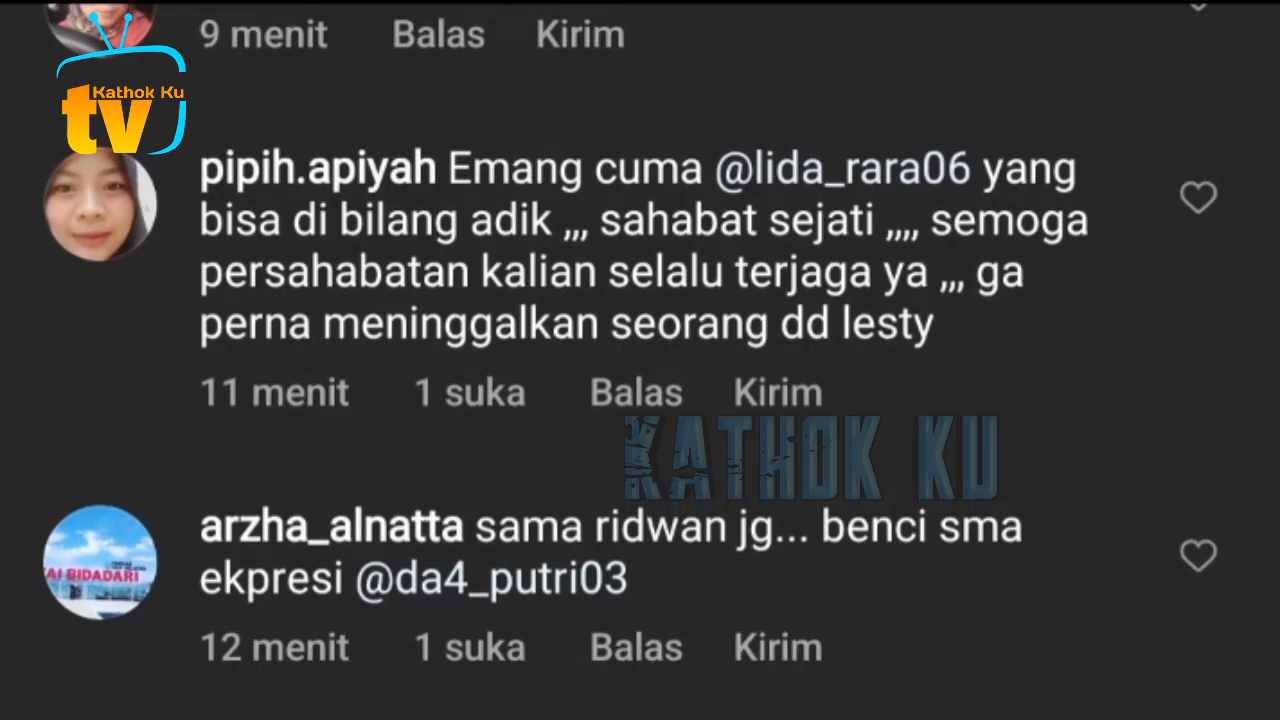 9 menit Balas Kirim
Kathok Ku
tv
pipih.apiyah Emang cuma @lida_rara06 yang
bisa di bilang adik ,,, sahabat sejati ,,,, semoga
persahabatan kalian selalu terjaga ya ,,, ga
perna meninggalkan seorang dd lesty
11 menit 1 suka Balas Kirim
KATHOK KU
arzha_alnatta sama ridwan jg... benci sma
ekpresi @da4_putri03
AI BIDADARI
12 menit 1 suka Balas Kirim